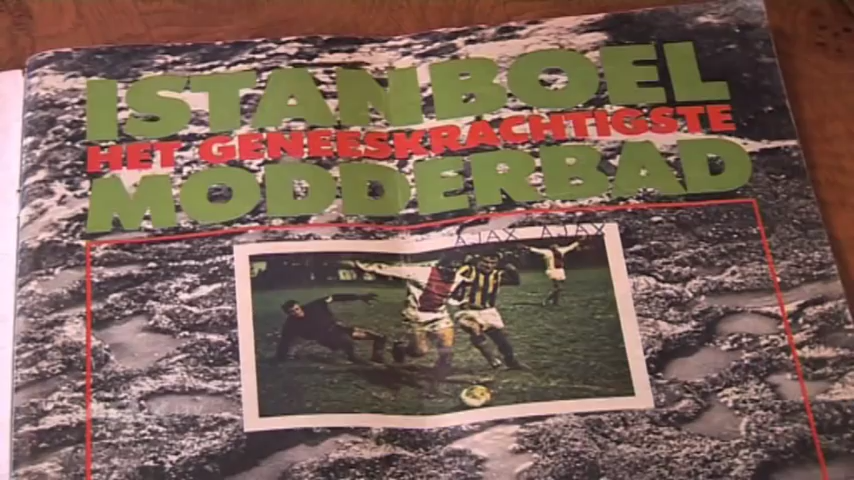 ISTANBOEL
HET GENEESKRACHTIGSTE
MODDERBAD
AJAX AJAX